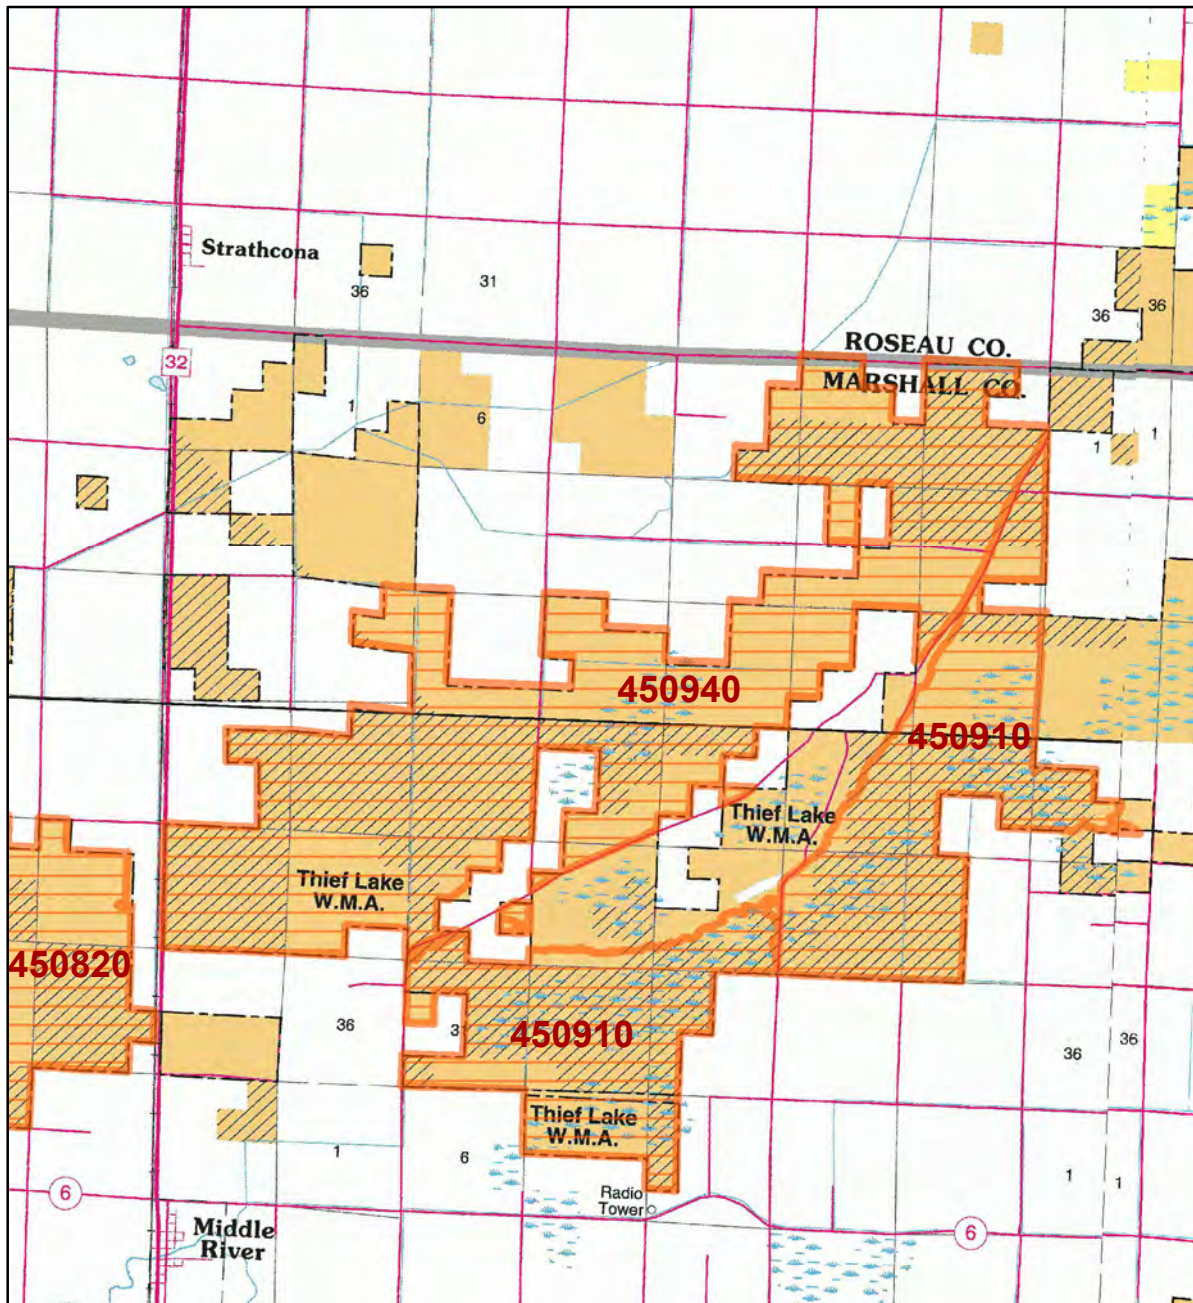 Strathcona
36
31
36
36
ROSEAU CO.
32
MARSHALL CO.
1
6
1
1
450940
450910
Thief Lake
W.M.A.
Thief Lake
W.M.A.
450820
36
450910
36
36
Thief Lake
W.M.A.
1
6
1
1
6
Radio
Tower
Middle
River
6